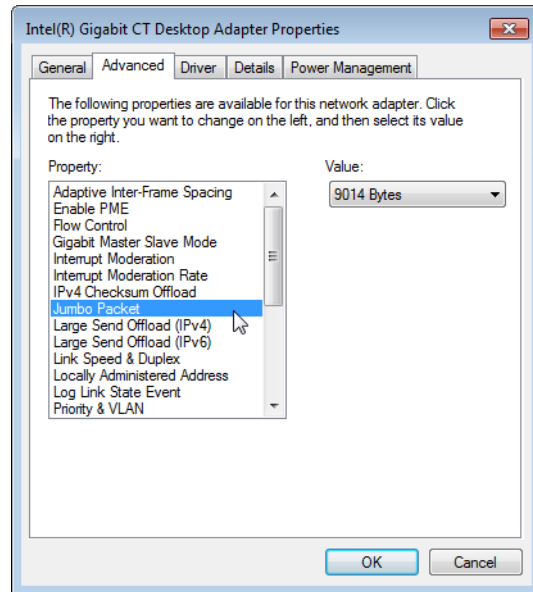 Intel(R) Gigabit CT Desktop Adapter Properties
General Advanced Driver Details Power Management
The following properties are available for this network adapter. Click
the property you want to change on the left, and then select its value
on the right.
Property:
Value:
9014 Bytes
Adaptive Inter-Frame Spacing
Enable PME
Flow Control
Gigabit Master Slave Mode
Interrupt Moderation
Interrupt Moderation Rate
IPv4 Checksum Offload
Jumbo Packet
Large Send Offload (IPv4)
Large Send Offload (IPv6)
Link Speed & Duplex
Locally Administered Address
Log Link State Event
Priority & VLAN
OK
Cancel